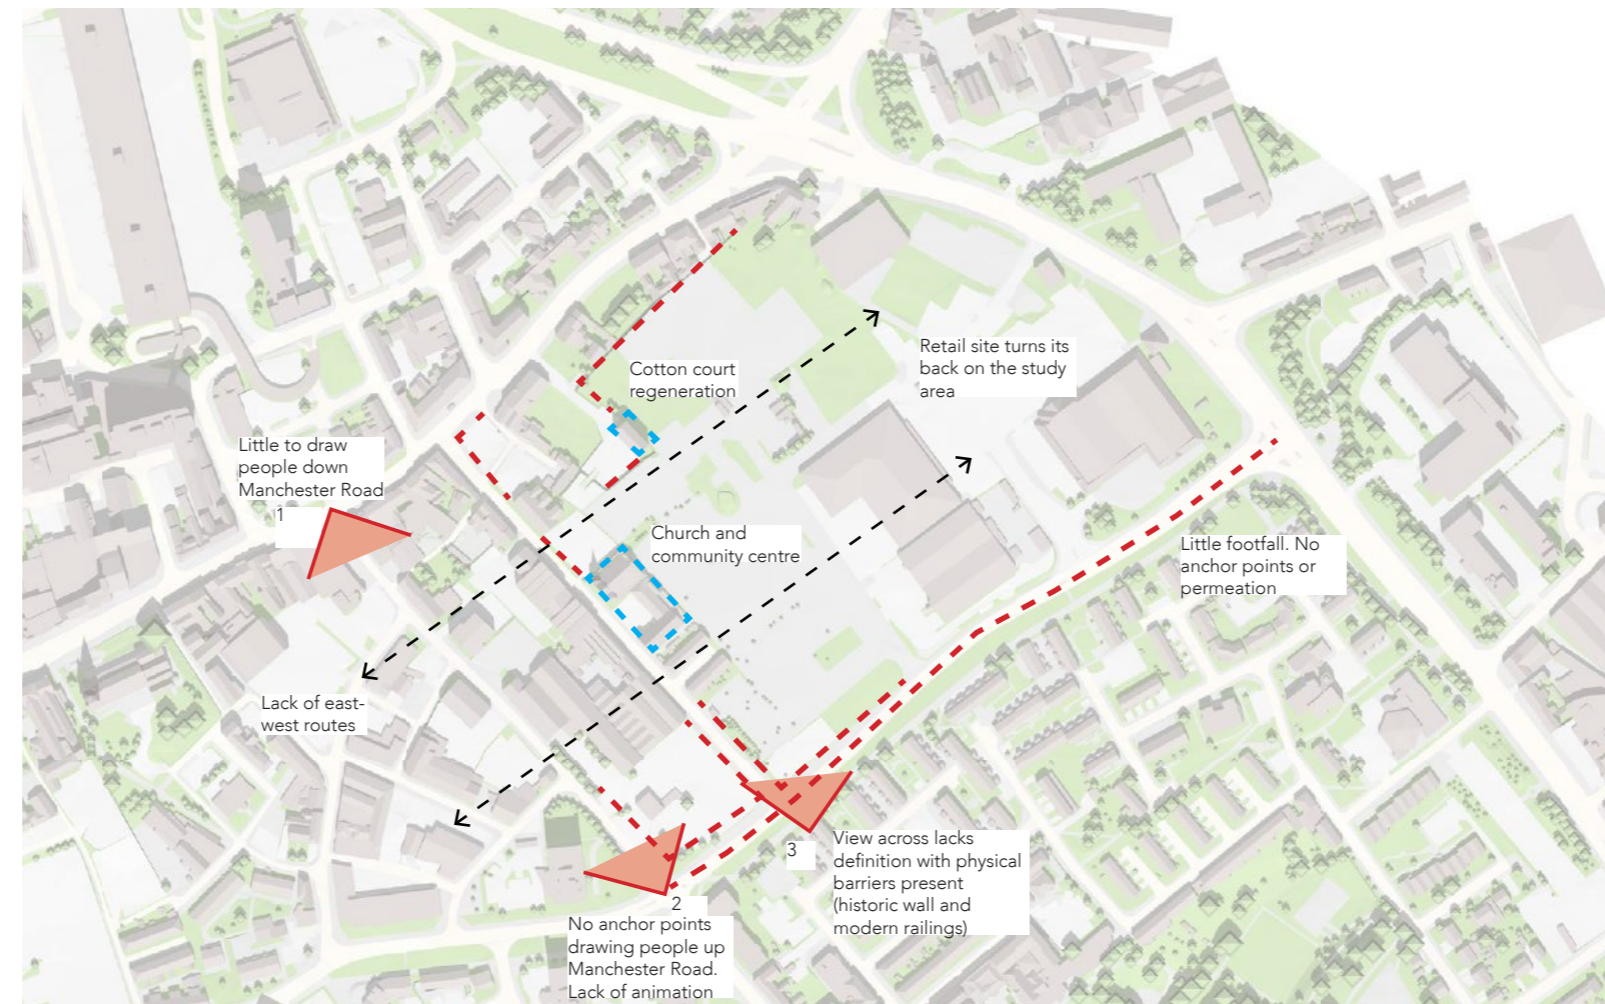 Cotton court
regeneration
Retail site turns its
back on the study
area
Little to draw
people down
Manchester Road
1
Church and
community centre
Little footfall. No
anchor points or
permeation
Lack of east-
west routes
3
View across lacks
definition with physical
barriers present
(historic wall and
modern railings)
2
No anchor points
drawing people up
Manchester Road.
Lack of animation